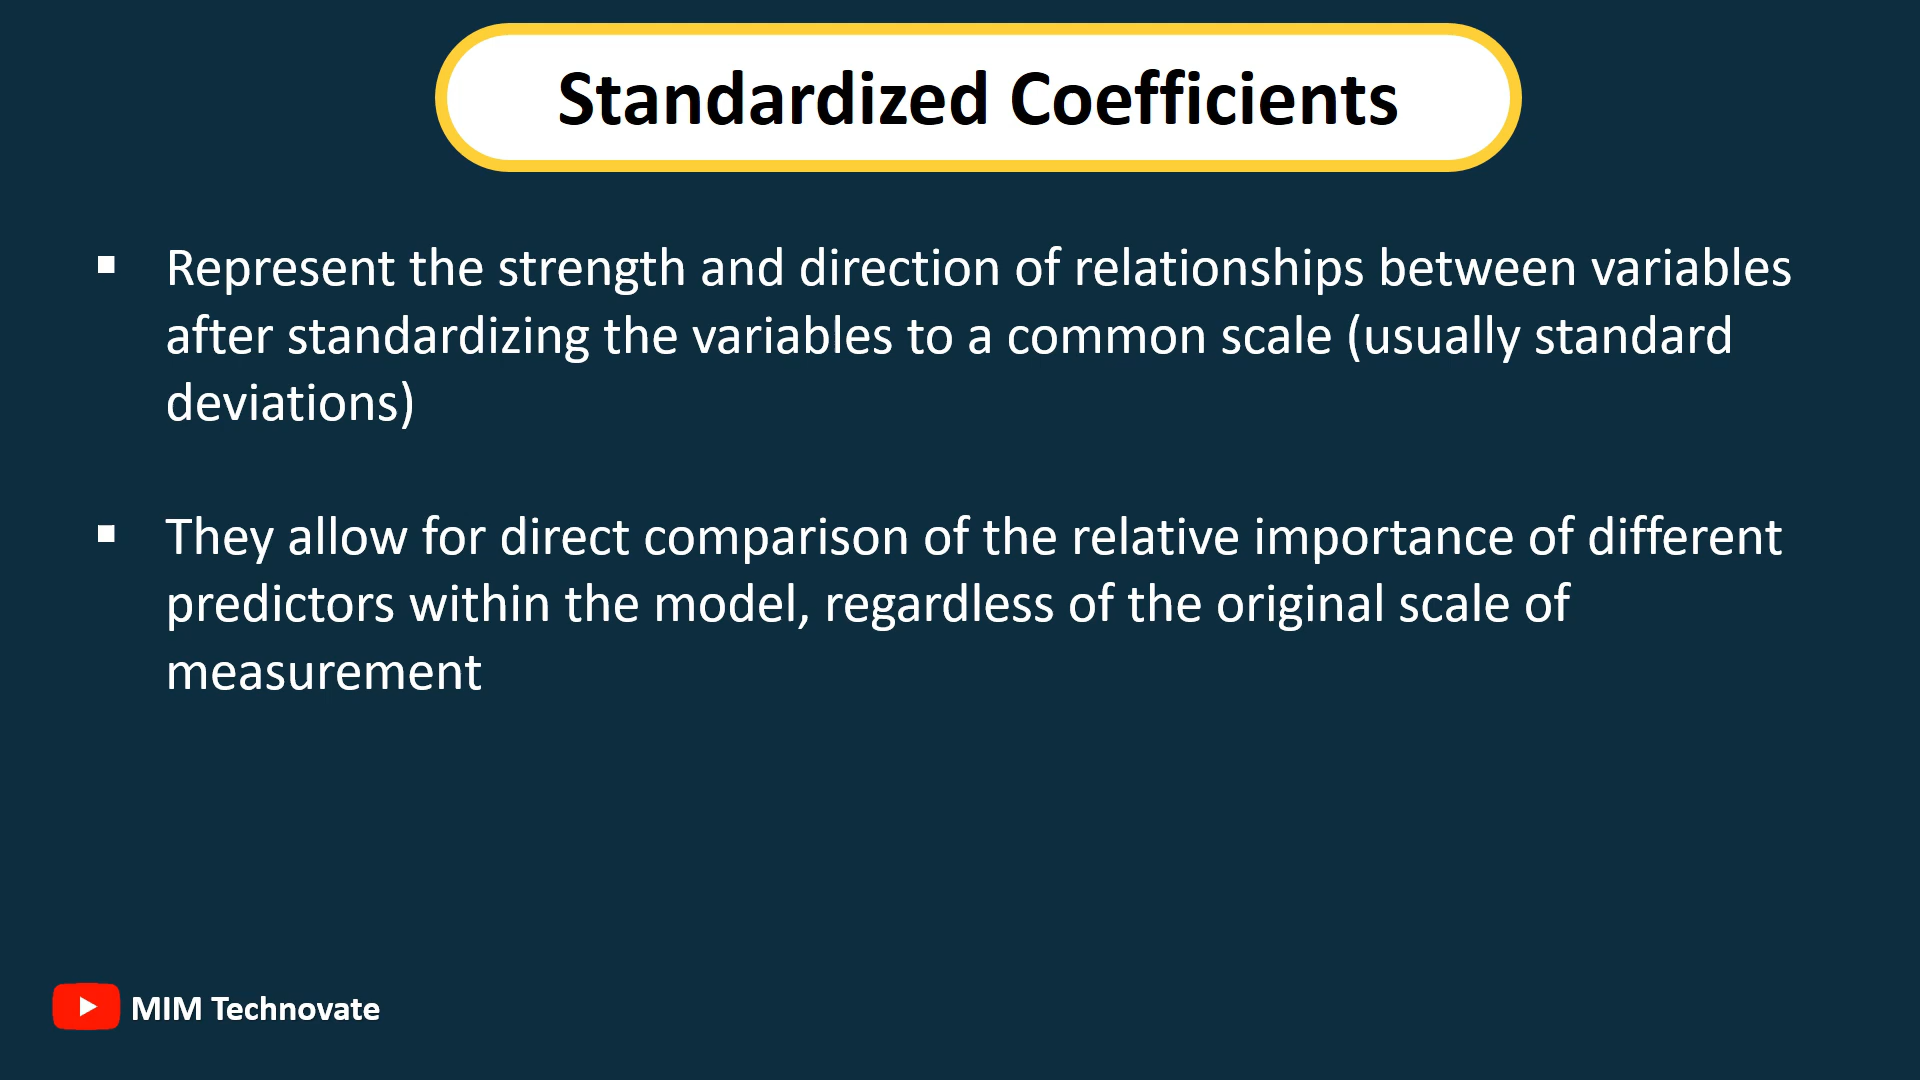 Standardized Coefficients
▪ Represent the strength and direction of relationships between variables
after standardizing the variables to a common scale (usually standard
deviations)
▪ They allow for direct comparison of the relative importance of different
predictors within the model, regardless of the original scale of
measurement
MIM Technovate